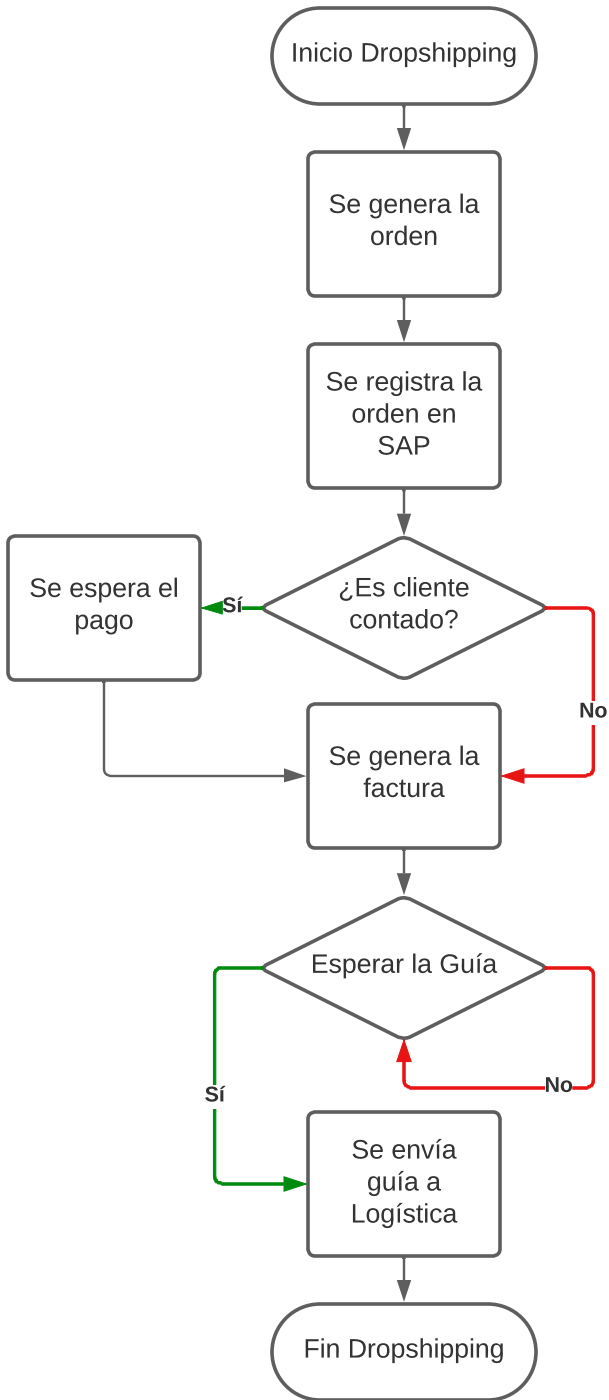 Inicio Dropshipping
Se genera la
orden
Se registra la
orden en
SAP
¿Es cliente
contado?
Sí
Se espera el
pago
No
Se genera la
factura
Esperar la Guía
No
Sí
Se envía
guía a
Logística
Fin Dropshipping